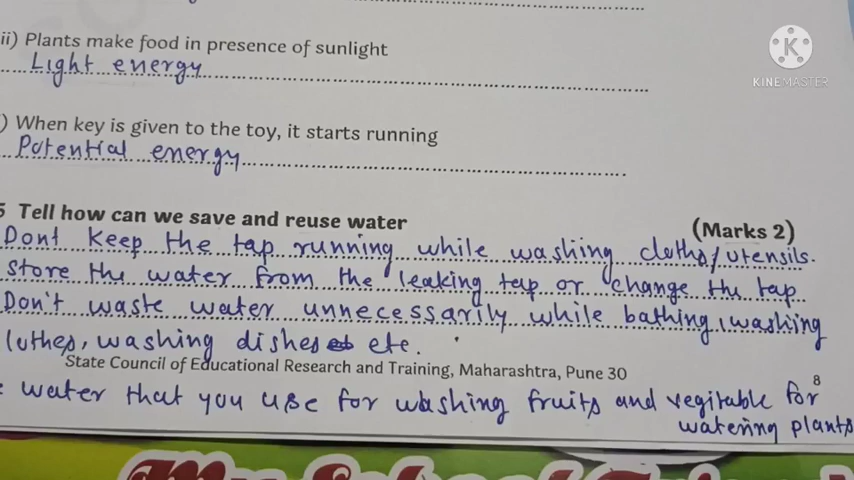 ii) Plants make food in presence of sunlight
Light energy
KINEMASTER
) When key is given to the toy, it starts running
Potential energy
5 Tell how can we save and reuse water (Marks 2)
Dont keep the tap running while washing cloths/utensils.
Store the water from the leaking tap or change the tap
Don't waste water unnecessarily while bathing, washing
lothes, washing dishes etc.
State Council of Educational Research and Training, Maharashtra, Pune 30
8
water that you use for washing fruits and vegitable for
watering plants